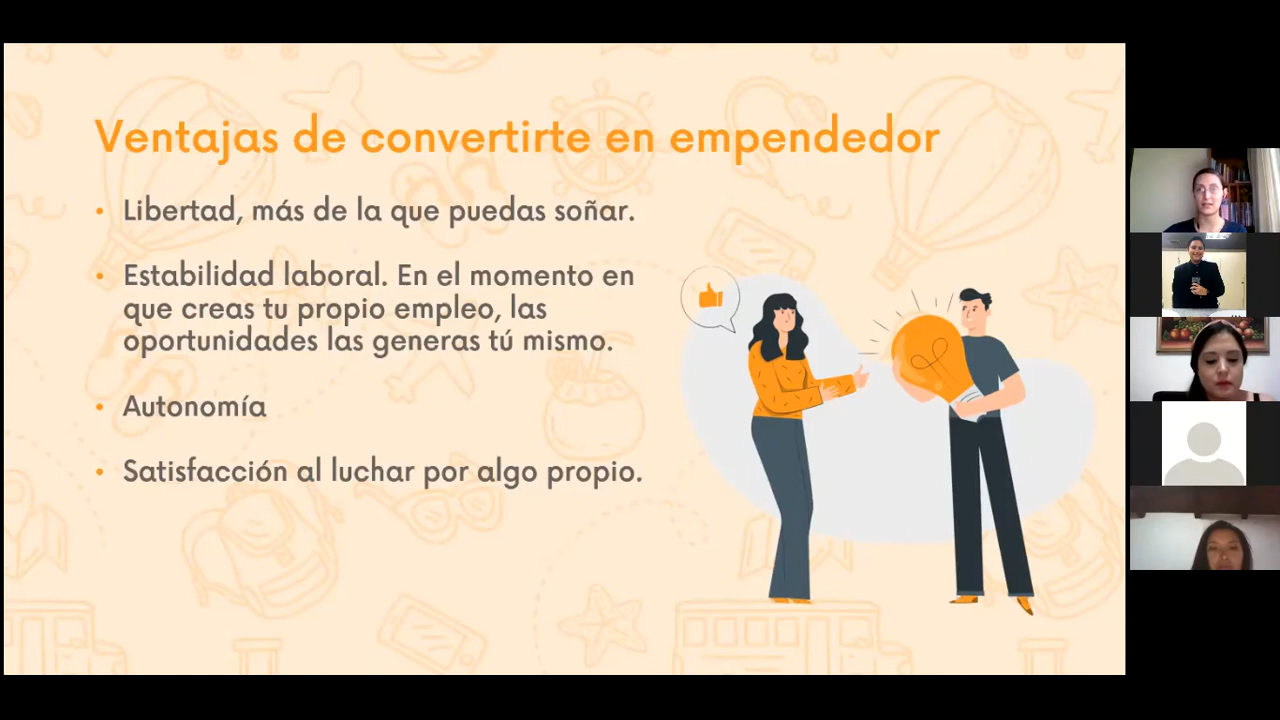 Ventajas de convertirte en empendedor
• Libertad, más de la que puedas soñar.
• Estabilidad laboral. En el momento en
que creas tu propio empleo, las
oportunidades las generas tú mismo.
• Autonomía
• Satisfacción al luchar por algo propio.